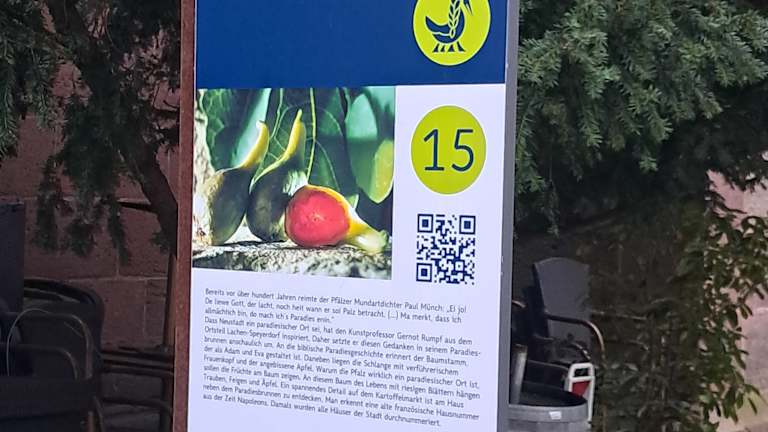 15
Bereits vor über hundert Jahren reimte der Pfälzer Mundartdichter Paul Münch: „Ei jo!
De liewe Gott, der lacht, noch heit wann er sei Palz betracht. (...) Ma merkt, dass ich
allmächtich bin, do mach ich's Paradies enin."
Dass Neustadt ein paradiesischer Ort sei, hat den Kunstprofessor Gernot Rumpf aus dem
Ortsteil Lachen-Speyerdorf inspiriert. Daher setzte er diesen Gedanken in seinem Paradies-
brunnen anschaulich um. An die biblische Paradiesgeschichte erinnert der Baumstamm,
der als Adam und Eva gestaltet ist. Daneben liegen die Schlange mit verführerischem
Frauenkopf und der angebissene Apfel. Warum die Pfalz wirklich ein paradiesischer Ort ist,
sollen die Früchte am Baum zeigen. An diesem Baum des Lebens mit riesigen Blättern hängen
Trauben, Feigen und Äpfel. Ein spannendes Detail auf dem Kartoffelmarkt ist am Haus
neben dem Paradiesbrunnen zu entdecken. Man erkennt eine alte französische Hausnummer
aus der Zeit Napoleons. Damals wurden alle Häuser der Stadt durchnummeriert.